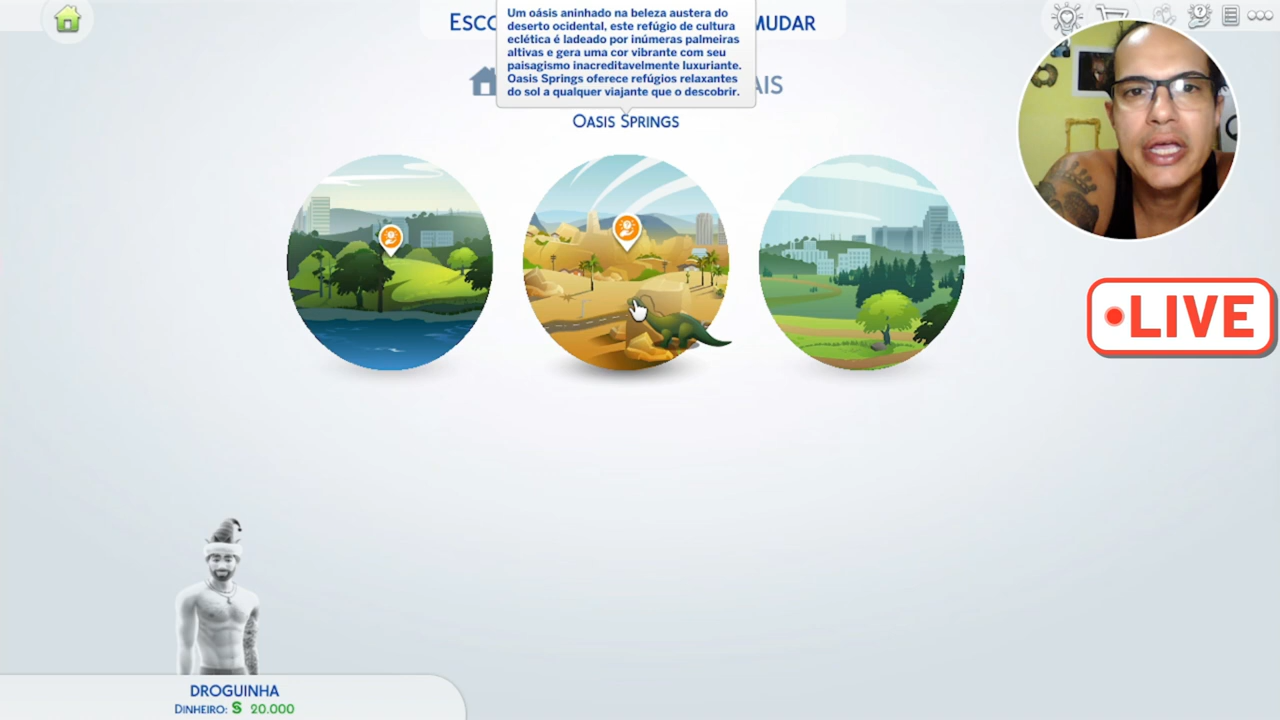 Um oásis aninhado na beleza austera do
deserto ocidental, este refúgio de cultura
eclética é ladeado por inúmeras palmeiras
altivas e gera uma cor vibrante com seu
paisagismo inacreditavelmente luxuriante.
Oasis Springs oferece refúgios relaxantes
do sol a qualquer viajante que o descobrir.
MUDAR
OASIS SPRINGS
LIVE
DROGUINHA
DINHEIRO: $ 20.000